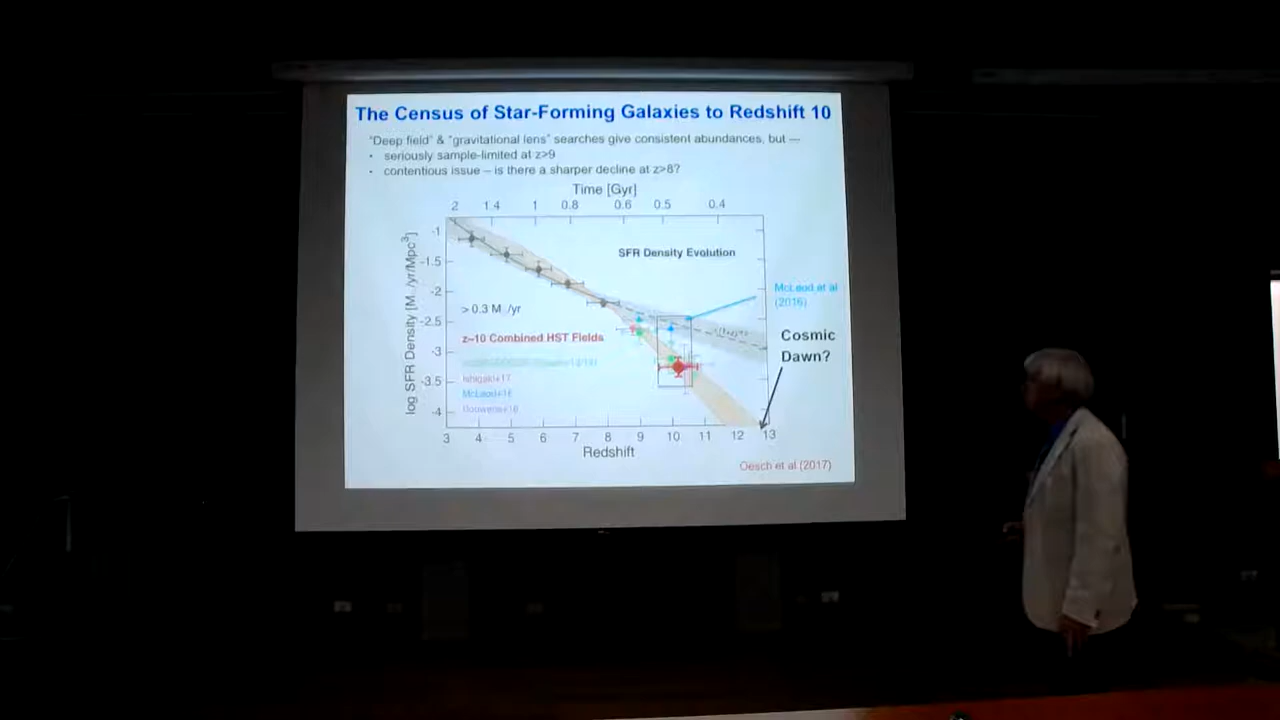 The Census of Star-Forming Galaxies to Redshift 10
"Deep field" & "gravitational lens" searches give consistent abundances, but —
• seriously sample-limited at z>9
• contentious issue – is there a sharper decline at z>8?
Time [Gyr]
2 1.4 1 0.8 0.6 0.5 0.4
log SFR Density [M /yr/Mpc³]
-1
-1.5
-2
-2.5
-3
-3.5
-4
SFR Density Evolution
McLeod et al
(2016)
> 0.3 M /yr
z~10 Combined HST Fields
Ishigaki+17
McLeod+16
Bouwens+16
Cosmic
Dawn?
3 4 5 6 7 8 9 10 11 12 13
Redshift
Oesch et al (2017)